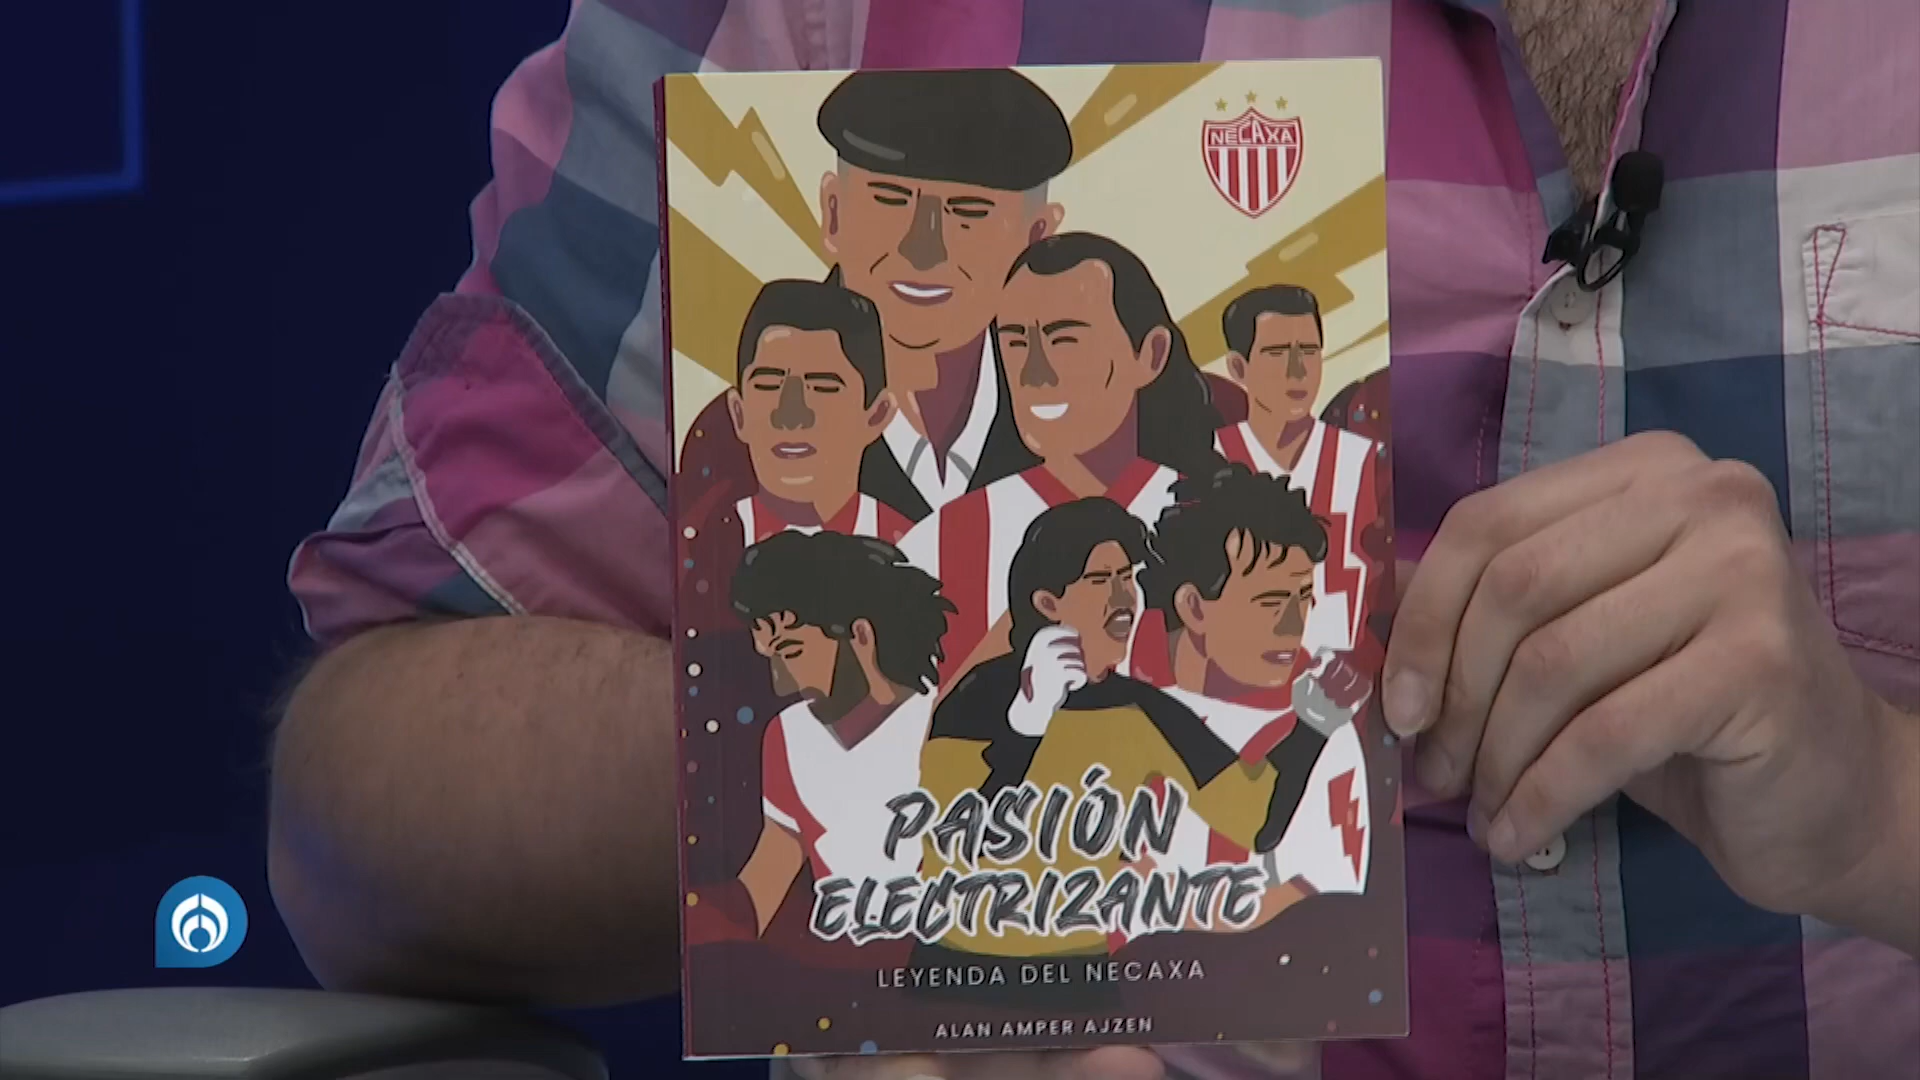 NECAXA
PASIÓN
ELECTRIZANTE
LEYENDA DEL NECAXA
ALAN AMPER AJZEN